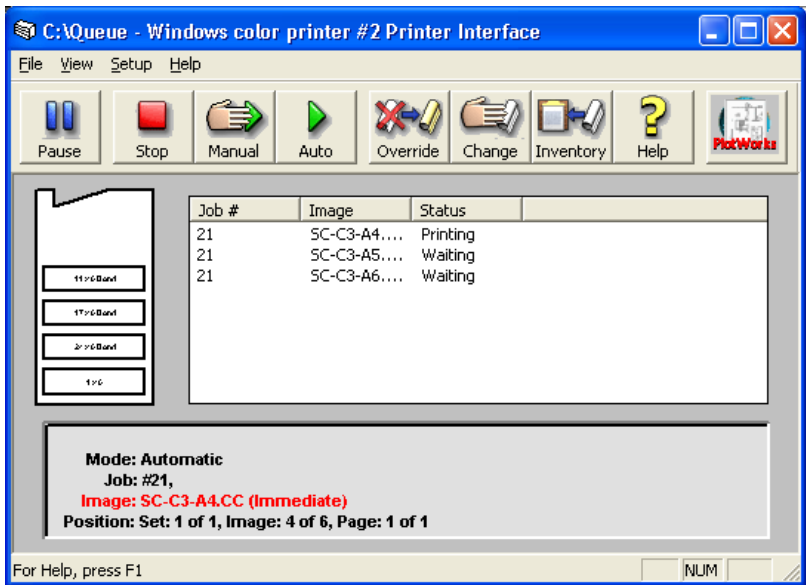 C:\Queue - Windows color printer #2 Printer Interface
File View Setup Help
Pause Stop Manual Auto Override Change Inventory Help PlotWorks
Job # Image Status
21 SC-C3-A4.... Printing
21 SC-C3-A5.... Waiting
21 SC-C3-A6.... Waiting
Mode: Automatic
Job: #21,
Image: SC-C3-A4.CC (Immediate)
Position: Set: 1 of 1, Image: 4 of 6, Page: 1 of 1
For Help, press F1 NUM